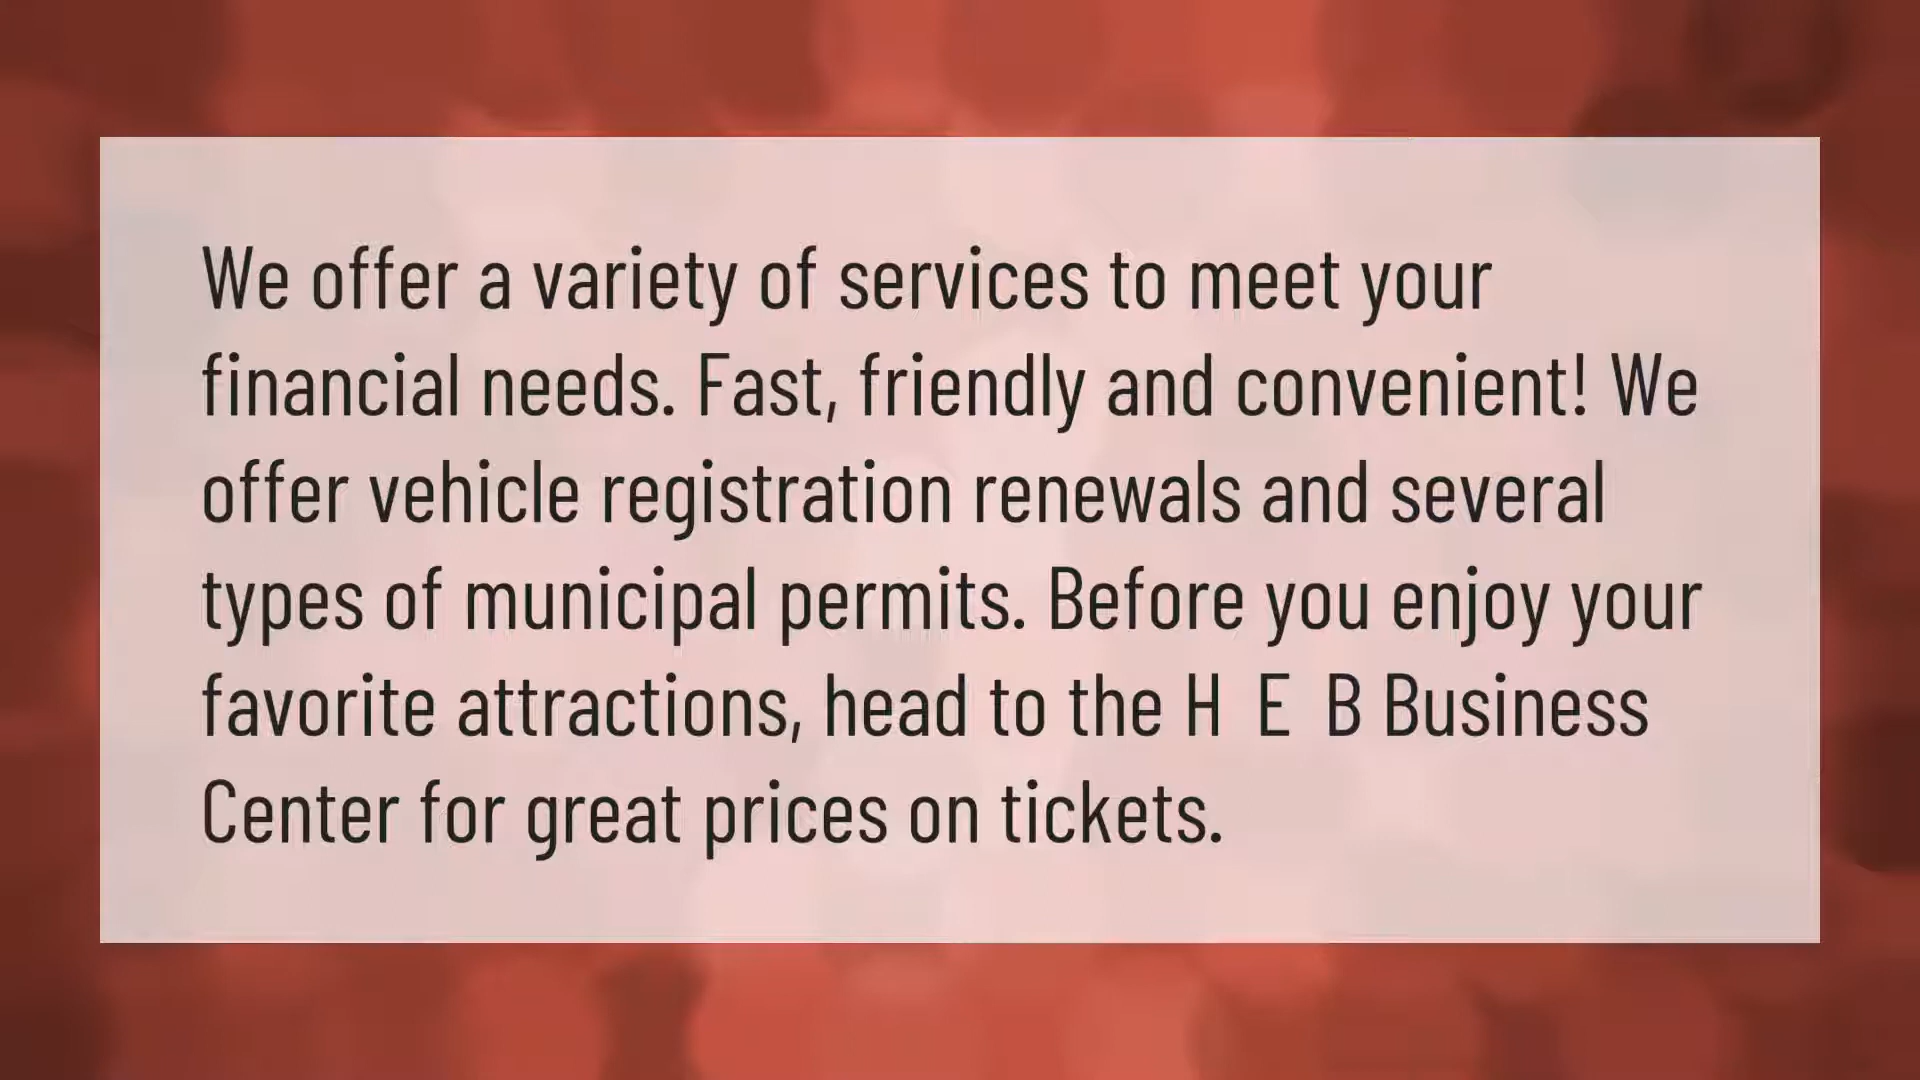 We offer a variety of services to meet your
financial needs. Fast, friendly and convenient! We
offer vehicle registration renewals and several
types of municipal permits. Before you enjoy your
favorite attractions, head to the H E B Business
Center for great prices on tickets.